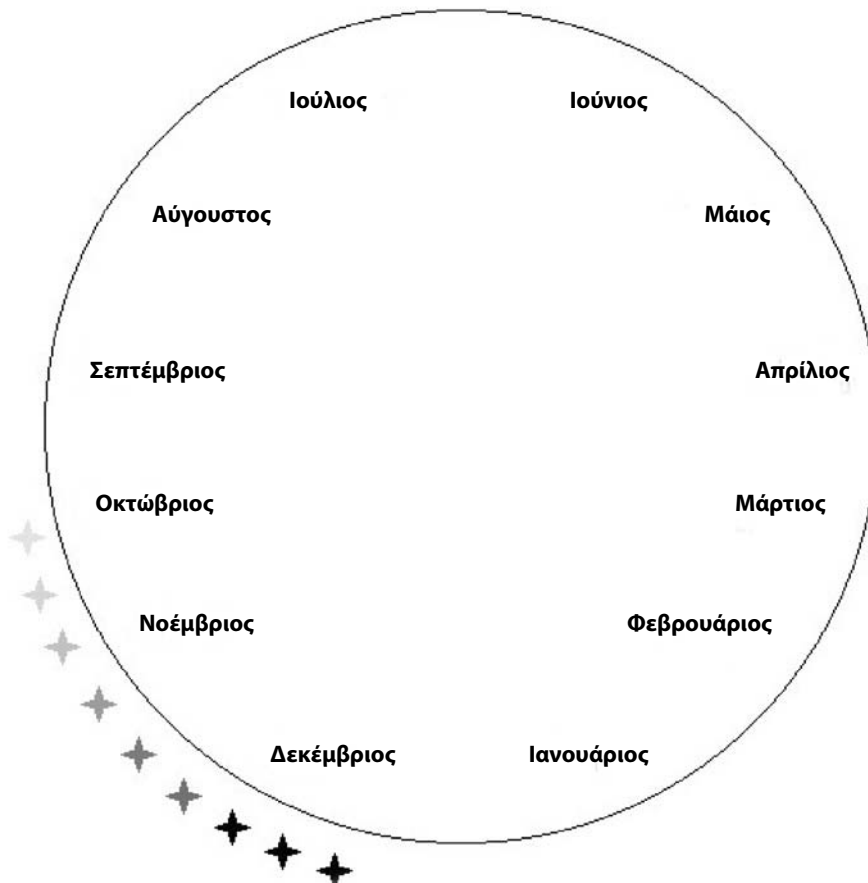 Ιούλιος Ιούνιος
Αύγουστος Μάιος
Σεπτέμβριος Απρίλιος
Οκτώβριος Μάρτιος
Νοέμβριος Φεβρουάριος
Δεκέμβριος Ιανουάριος